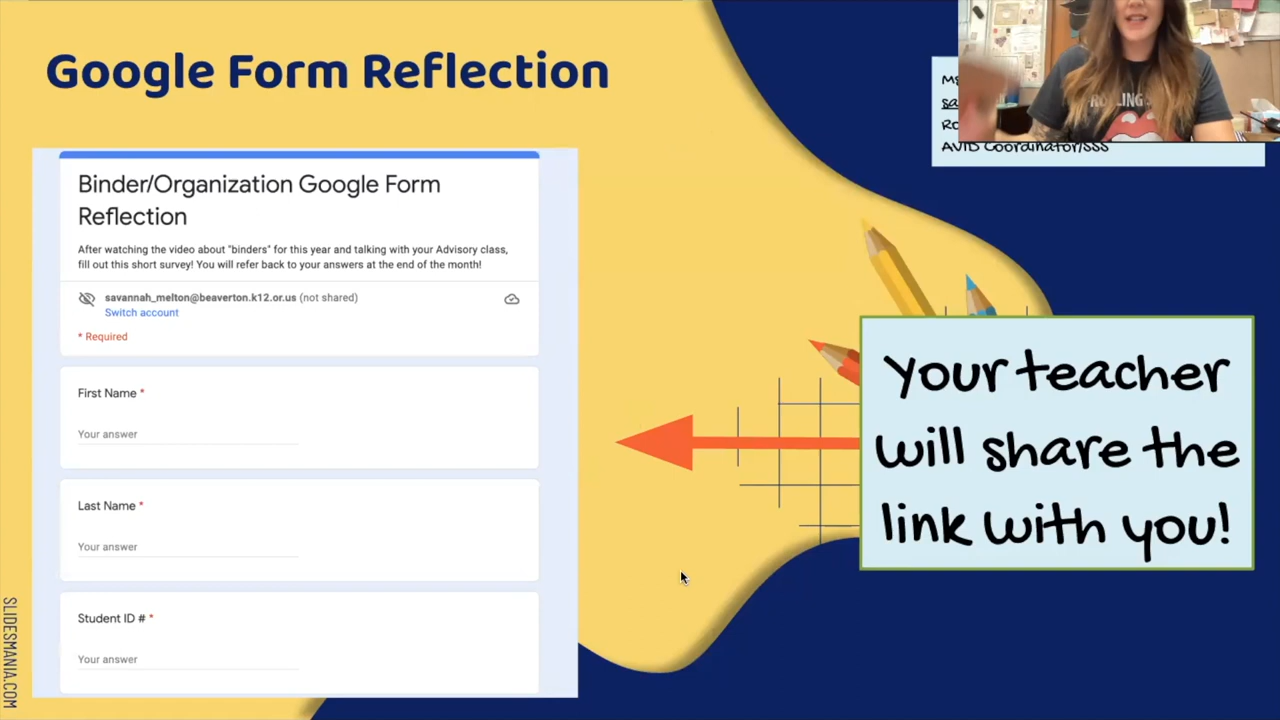 Google Form Reflection
Binder/Organization Google Form
Reflection
After watching the video about "binders" for this year and talking with your Advisory class,
fill out this short survey! You will refer back to your answers at the end of the month!
savannah_melton@beaverton.k12.or.us (not shared)
Switch account
* Required
First Name *
Your answer
Last Name *
Your answer
Student ID # *
Your answer
AVID Coordinator/SSS
Your teacher
will share the
link with you!
SLIDESMANIA.COM